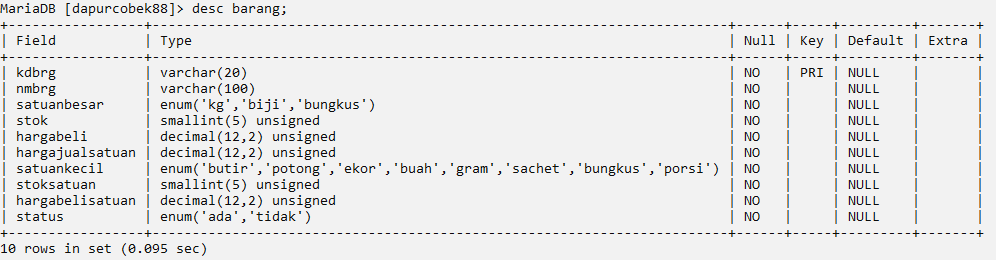 MariaDB [dapurcobek88]> desc barang;
+-----------------+----------------------------------------------------------------------+------+-----+---------+-------+
| Field           | Type                                                                 | Null | Key | Default | Extra |
+-----------------+----------------------------------------------------------------------+------+-----+---------+-------+
| kdbrg           | varchar(20)                                                          | NO   | PRI | NULL    |       |
| nmbrg           | varchar(100)                                                         | NO   |     | NULL    |       |
| satuanbesar     | enum('kg','biji','bungkus')                                          | NO   |     | NULL    |       |
| stok            | smallint(5) unsigned                                                 | NO   |     | NULL    |       |
| hargabeli       | decimal(12,2) unsigned                                               | NO   |     | NULL    |       |
| hargajualsatuan | decimal(12,2) unsigned                                               | NO   |     | NULL    |       |
| satuankecil     | enum('butir','potong','ekor','buah','gram','sachet','bungkus','porsi') | NO   |     | NULL    |       |
| stoksatuan      | smallint(5) unsigned                                                 | NO   |     | NULL    |       |
| hargabelisatuan | decimal(12,2) unsigned                                               | NO   |     | NULL    |       |
| status          | enum('ada','tidak')                                                  | NO   |     | NULL    |       |
+-----------------+----------------------------------------------------------------------+------+-----+---------+-------+
10 rows in set (0.095 sec)